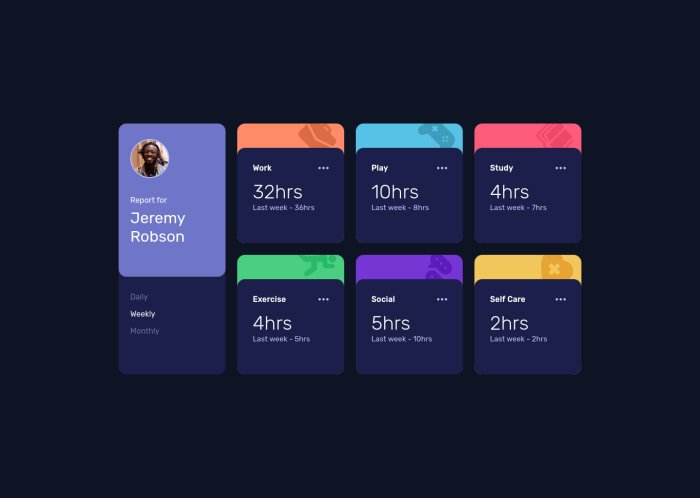 Report for
Jeremy
Robson
Daily
Weekly
Monthly
Work
32hrs
Last week - 36hrs
Play
10hrs
Last week - 8hrs
Study
4hrs
Last week - 7hrs
Exercise
4hrs
Last week - 5hrs
Social
5hrs
Last week - 10hrs
Self Care
2hrs
Last week - 2hrs